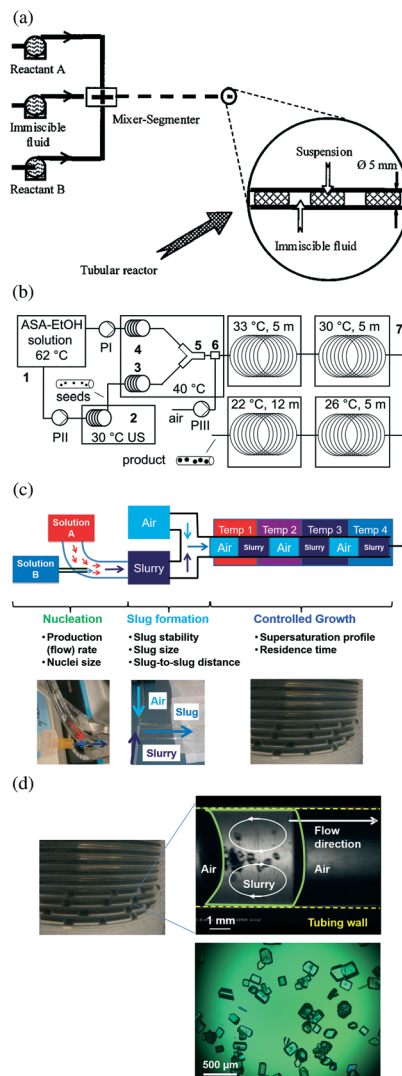 (a)
Reactant A
Immiscible
fluid
Reactant B
Mixer-Segmenter
Suspension
Ø 5 mm
Immiscible fluid
Tubular reactor
(b)
ASA-EtOH
solution
62 °C
PI
1
4
3
5
6
40 °C
33 °C, 5 m
30 °C, 5 m
7
seeds
PII
2
30 °C US
air
PIII
product
22 °C, 12 m
26 °C, 5 m
(c)
Solution
A
Solution
B
Air
Slurry
Temp 1
Temp 2
Temp 3
Temp 4
Air
Slurry
Air
Slurry
Air
Slurry
Nucleation
• Production
(flow) rate
• Nuclei size
Slug formation
• Slug stability
• Slug size
• Slug-to-slug distance
Controlled Growth
• Supersaturation profile
• Residence time
Air
Slug
Slurry
(d)
Flow
direction
Air
Slurry
Air
1 mm
Tubing wall
500 µm